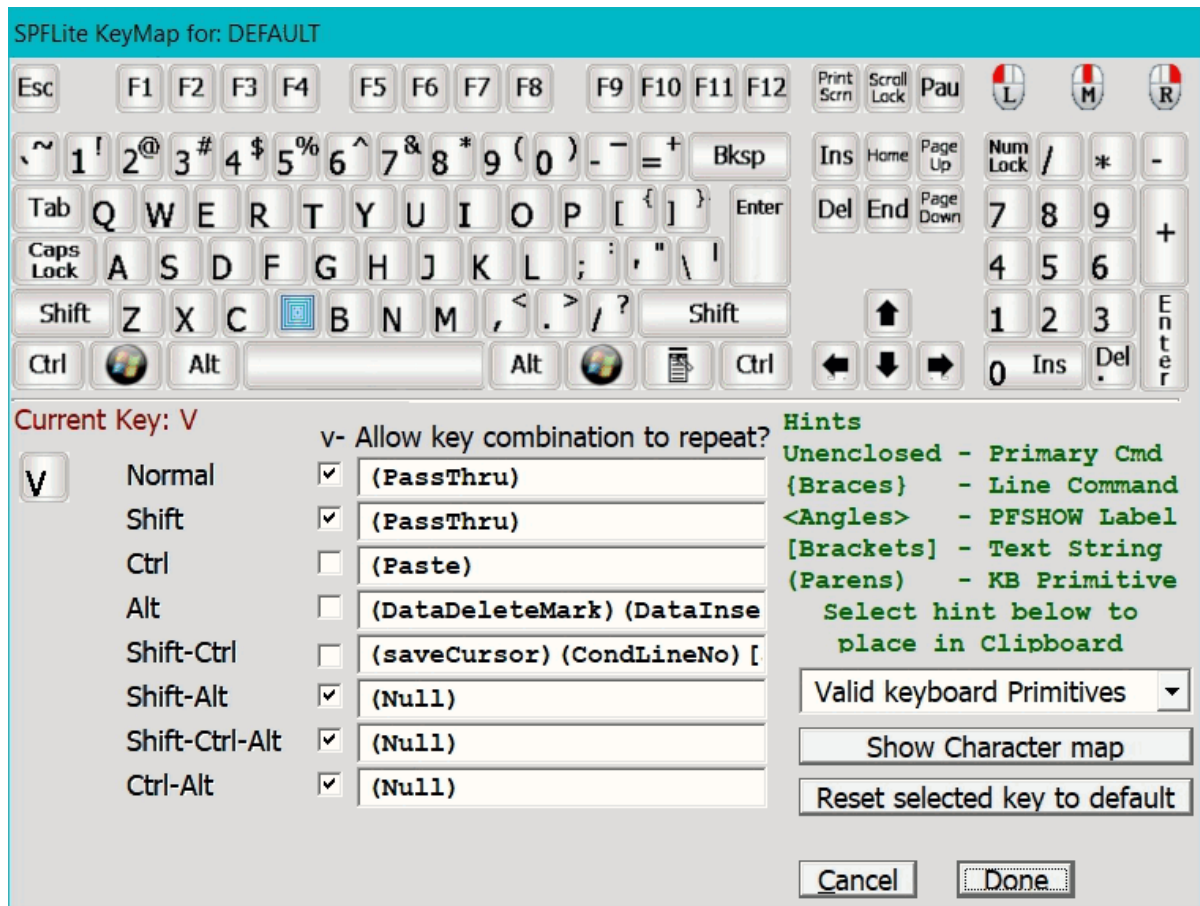 SPFLite KeyMap for: DEFAULT
Esc F1 F2 F3 F4 F5 F6 F7 F8 F9 F10 F11 F12 Print Scrn Scroll Lock Pau L M R
` ~ 1 ! 2 @ 3 # 4 $ 5 % 6 ^ 7 & 8 * 9 ( 0 ) - _ = + Bksp Ins Home Page Up Num Lock / * -
Tab Q W E R T Y U I O P [ { ] } Enter Del End Page Down 7 8 9 +
Caps Lock A S D F G H J K L ; : ' " \ | 4 5 6
Shift Z X C B N M , < . > / ? Shift 1 2 3 Enter
Ctrl Alt Alt Ctrl 0 Ins Del .
Current Key: V
v- Allow key combination to repeat?
V
Normal (PassThru)
Shift (PassThru)
Ctrl (Paste)
Alt (DataDeleteMark)(DataInse
Shift-Ctrl (saveCursor)(CondLineNo)[
Shift-Alt (Null)
Shift-Ctrl-Alt (Null)
Ctrl-Alt (Null)
Hints
Unenclosed - Primary Cmd
{Braces} - Line Command
<Angles> - PFSHOW Label
[Brackets] - Text String
(Parens) - KB Primitive
Select hint below to
place in Clipboard
Valid keyboard Primitives
Show Character map
Reset selected key to default
Cancel Done